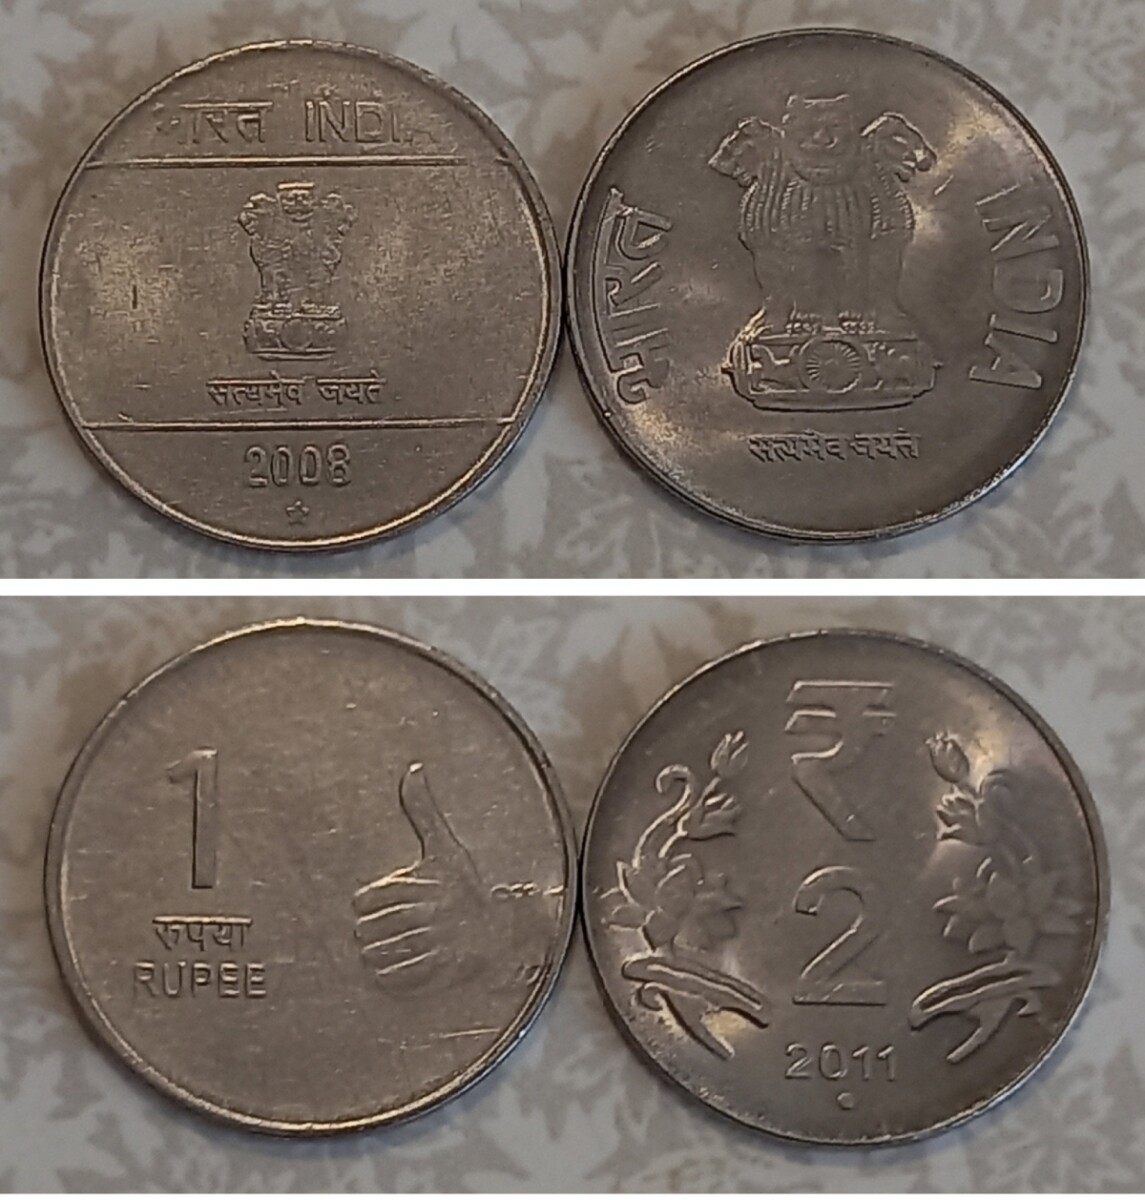 भारत INDIA
सत्यमेव जयते
2008
भारत
INDIA
सत्यमेव जयते
1
रुपया
RUPEE
₹
2
2011